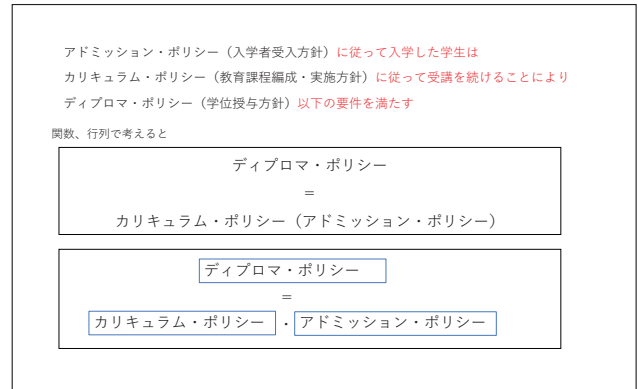 アドミッション・ポリシー（入学者受入方針）に従って入学した学生は
カリキュラム・ポリシー（教育課程編成・実施方針）に従って受講を続けることにより
ディプロマ・ポリシー（学位授与方針）以下の要件を満たす
関数、行列で考えると
ディプロマ・ポリシー
＝
カリキュラム・ポリシー（アドミッション・ポリシー）
ディプロマ・ポリシー
＝
カリキュラム・ポリシー・アドミッション・ポリシー